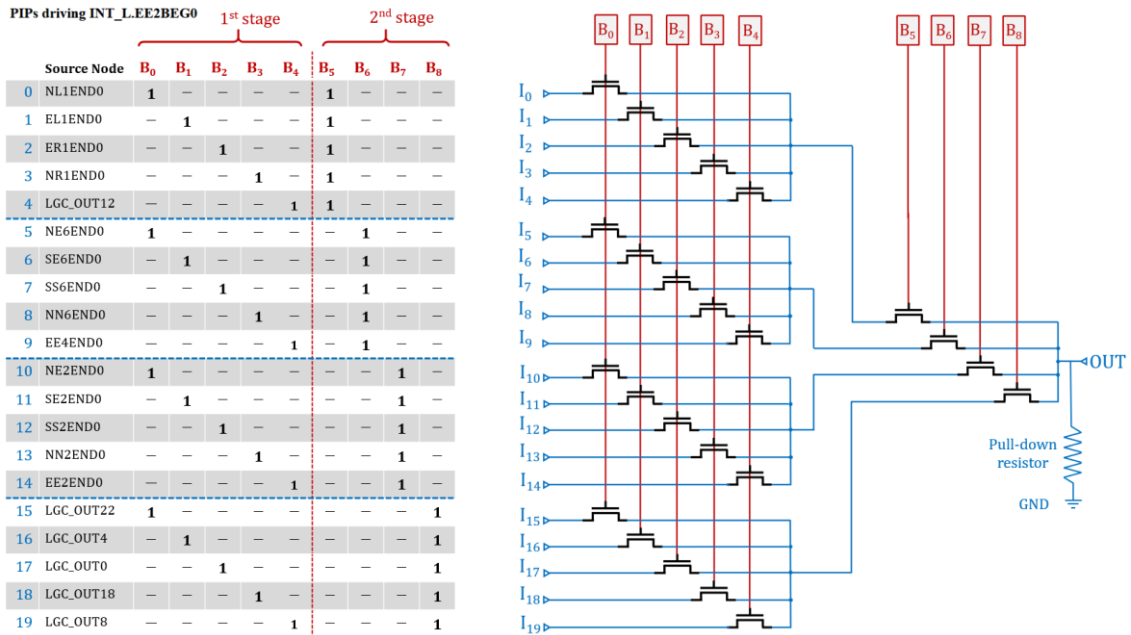 PIPs driving INT_L.EE2BEG0
1st stage
2nd stage
Source Node B0 B1 B2 B3 B4 B5 B6 B7 B8
0 NL1END0 1 – – – – 1 – – –
1 EL1END0 – 1 – – – 1 – – –
2 ER1END0 – – 1 – – 1 – – –
3 NR1END0 – – – 1 – 1 – – –
4 LGC_OUT12 – – – – 1 1 – – –
5 NE6END0 1 – – – – – 1 – –
6 SE6END0 – 1 – – – – 1 – –
7 SS6END0 – – 1 – – – 1 – –
8 NN6END0 – – – 1 – – 1 – –
9 EE4END0 – – – – 1 – 1 – –
10 NE2END0 1 – – – – – – 1 –
11 SE2END0 – 1 – – – – – 1 –
12 SS2END0 – – 1 – – – – 1 –
13 NN2END0 – – – 1 – – – 1 –
14 EE2END0 – – – – 1 – – 1 –
15 LGC_OUT22 1 – – – – – – – 1
16 LGC_OUT4 – 1 – – – – – – 1
17 LGC_OUT0 – – 1 – – – – – 1
18 LGC_OUT18 – – – 1 – – – – 1
19 LGC_OUT8 – – – – 1 – – – 1
B0 B1 B2 B3 B4 B5 B6 B7 B8
I0
I1
I2
I3
I4
I5
I6
I7
I8
I9
I10
I11
I12
I13
I14
I15
I16
I17
I18
I19
OUT
Pull-down
resistor
GND